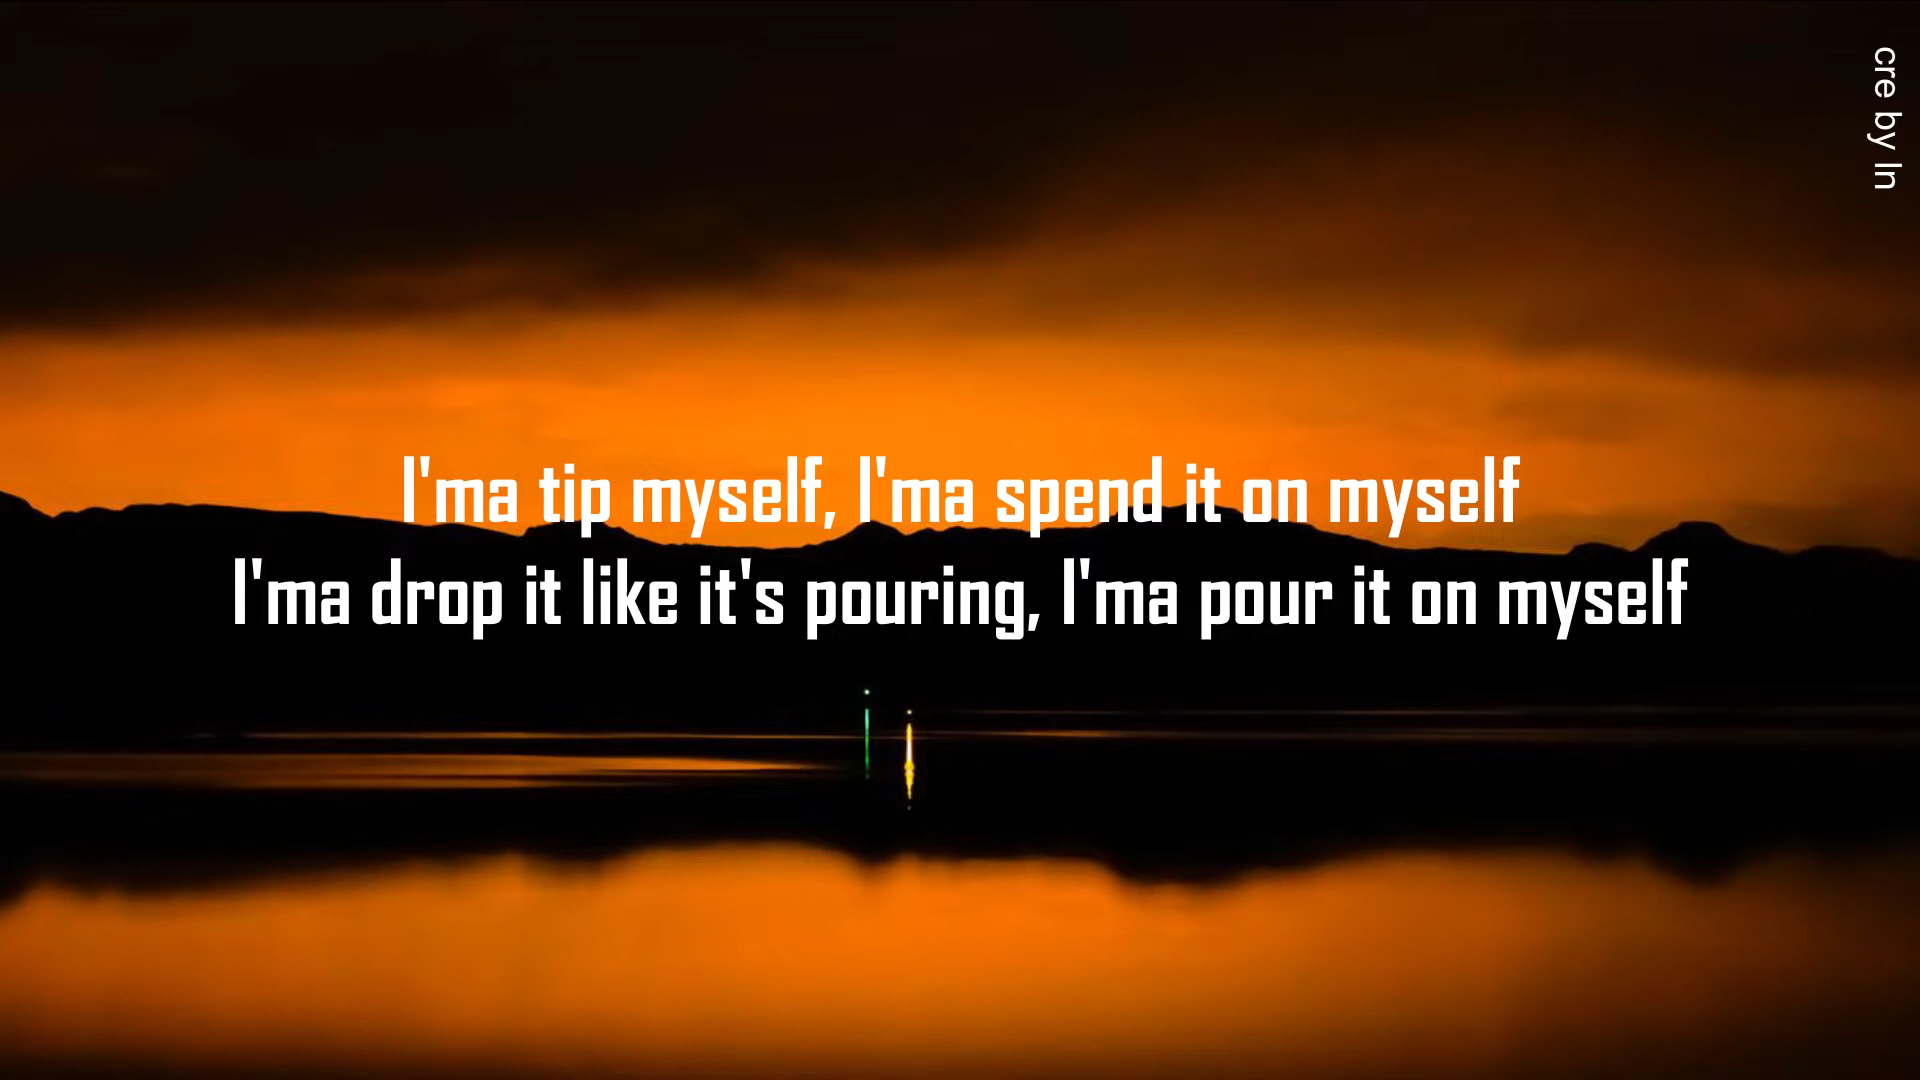 I'ma tip myself, I'ma spend it on myself
I'ma drop it like it's pouring, I'ma pour it on myself
cre by In